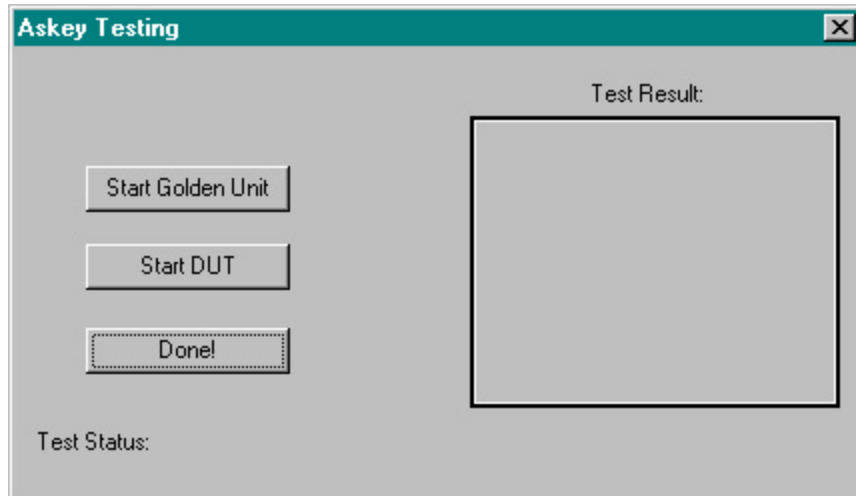 Askey Testing
Test Result:
Start Golden Unit
Start DUT
Done!
Test Status: